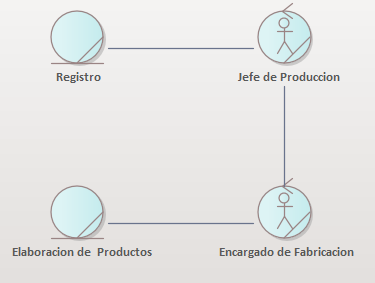 Registro
Jefe de Produccion
Elaboracion de  Productos
Encargado de Fabricacion